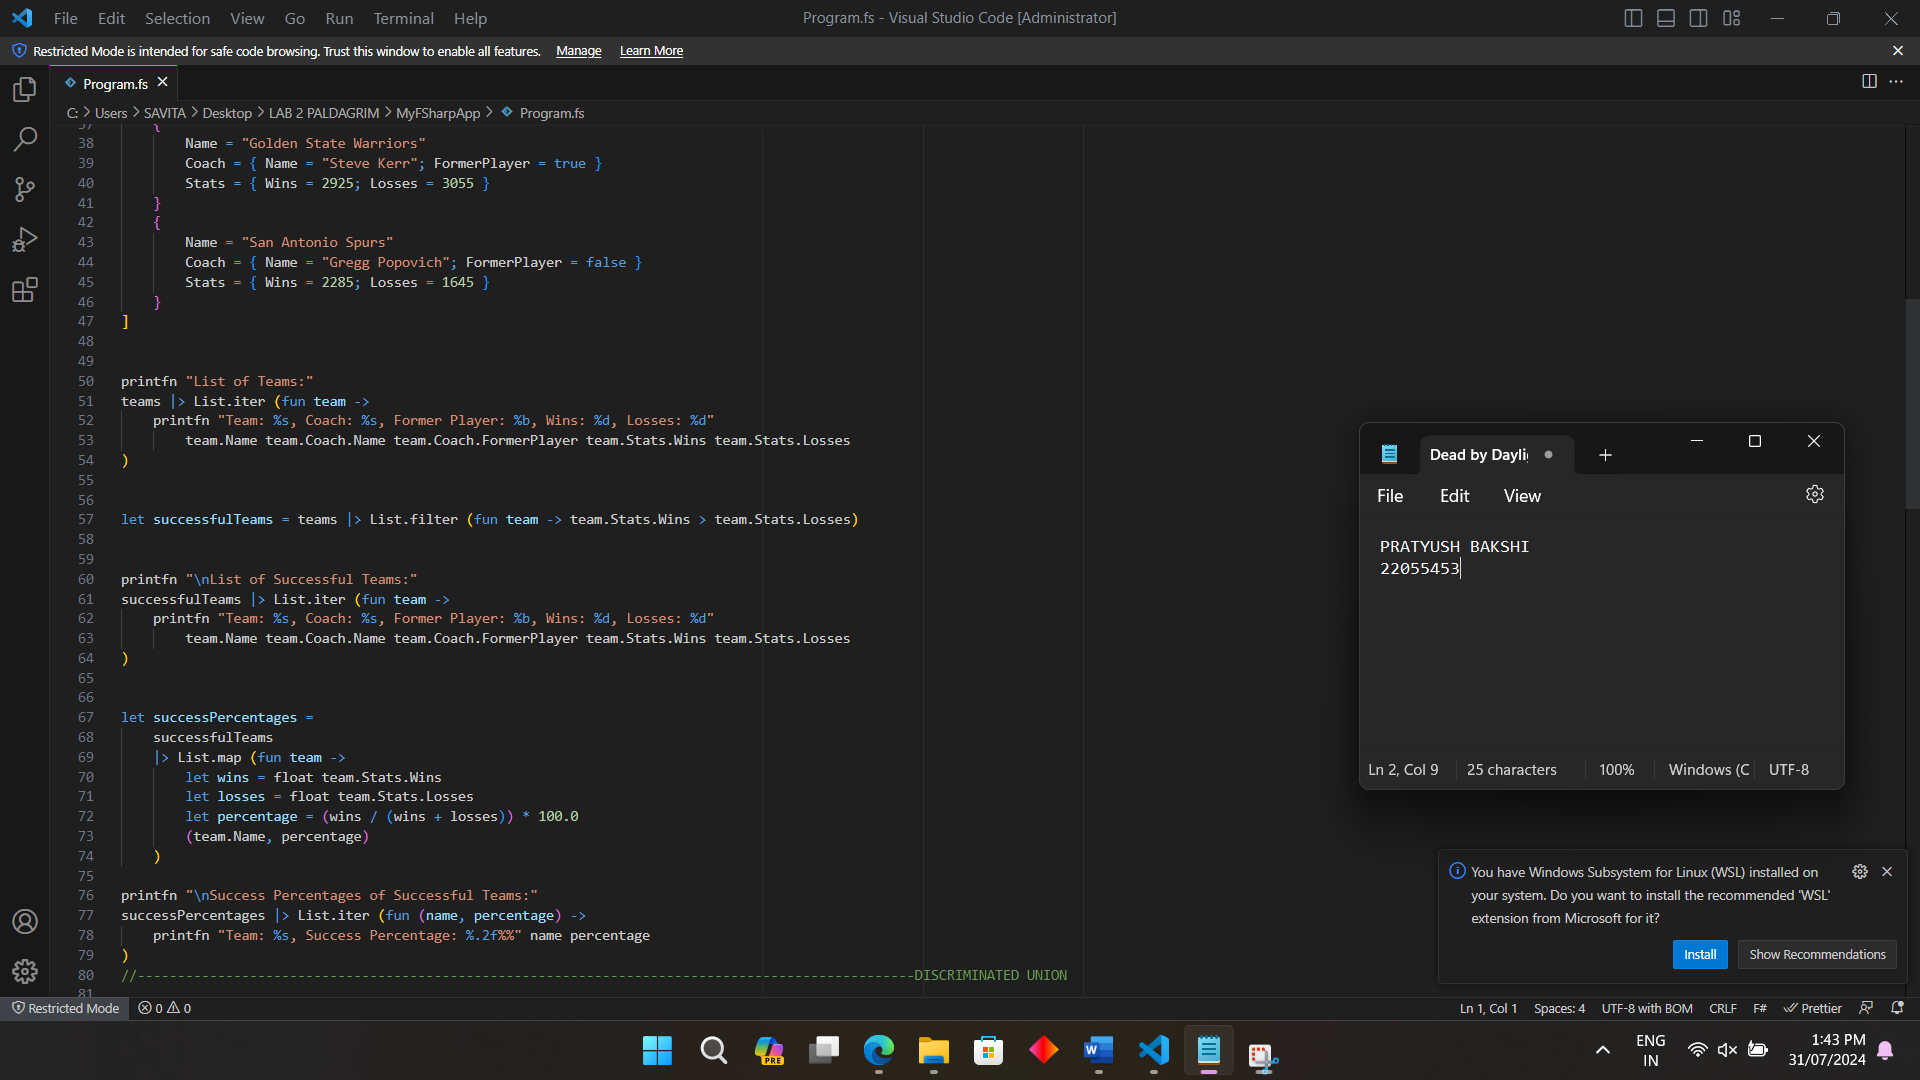 File Edit Selection View Go Run Terminal Help
Program.fs - Visual Studio Code [Administrator]
Restricted Mode is intended for safe code browsing. Trust this window to enable all features. Manage Learn More
Program.fs
C: > Users > SAVITA > Desktop > LAB 2 PALDAGRIM > MyFSharpApp > Program.fs
37 {
38 Name = "Golden State Warriors"
39 Coach = { Name = "Steve Kerr"; FormerPlayer = true }
40 Stats = { Wins = 2925; Losses = 3055 }
41 }
42 {
43 Name = "San Antonio Spurs"
44 Coach = { Name = "Gregg Popovich"; FormerPlayer = false }
45 Stats = { Wins = 2285; Losses = 1645 }
46 }
47 ]
48
49
50 printfn "List of Teams:"
51 teams |> List.iter (fun team ->
52 printfn "Team: %s, Coach: %s, Former Player: %b, Wins: %d, Losses: %d"
53 team.Name team.Coach.Name team.Coach.FormerPlayer team.Stats.Wins team.Stats.Losses
54 )
55
56
57 let successfulTeams = teams |> List.filter (fun team -> team.Stats.Wins > team.Stats.Losses)
58
59
60 printfn "\nList of Successful Teams:"
61 successfulTeams |> List.iter (fun team ->
62 printfn "Team: %s, Coach: %s, Former Player: %b, Wins: %d, Losses: %d"
63 team.Name team.Coach.Name team.Coach.FormerPlayer team.Stats.Wins team.Stats.Losses
64 )
65
66
67 let successPercentages =
68 successfulTeams
69 |> List.map (fun team ->
70 let wins = float team.Stats.Wins
71 let losses = float team.Stats.Losses
72 let percentage = (wins / (wins + losses)) * 100.0
73 (team.Name, percentage)
74 )
75
76 printfn "\nSuccess Percentages of Successful Teams:"
77 successPercentages |> List.iter (fun (name, percentage) ->
78 printfn "Team: %s, Success Percentage: %.2f%%" name percentage
79 )
80 //-------------------------------------------------------------------------------------------------DISCRIMINATED UNION
81
Dead by Dayli
File Edit View
PRATYUSH BAKSHI
22055453
Ln 2, Col 9 25 characters 100% Windows (C UTF-8
You have Windows Subsystem for Linux (WSL) installed on
your system. Do you want to install the recommended 'WSL'
extension from Microsoft for it?
Install Show Recommendations
Restricted Mode 0 0 Ln 1, Col 1 Spaces: 4 UTF-8 with BOM CRLF F# Prettier
PRE
W
ENG
IN
1:43 PM
31/07/2024